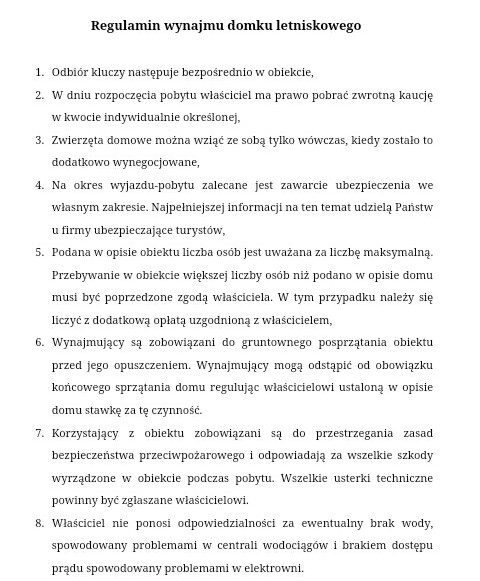 Regulamin wynajmu domku letniskowego
1. Odbiór kluczy następuje bezpośrednio w obiekcie,
2. W dniu rozpoczęcia pobytu właściciel ma prawo pobrać zwrotną kaucję
w kwocie indywidualnie określonej,
3. Zwierzęta domowe można wziąć ze sobą tylko wówczas, kiedy zostało to
dodatkowo wynegocjowane,
4. Na okres wyjazdu-pobytu zalecane jest zawarcie ubezpieczenia we
własnym zakresie. Najpełniejszej informacji na ten temat udzielą Państw
u firmy ubezpieczające turystów,
5. Podana w opisie obiektu liczba osób jest uważana za liczbę maksymalną.
Przebywanie w obiekcie większej liczby osób niż podano w opisie domu
musi być poprzedzone zgodą właściciela. W tym przypadku należy się
liczyć z dodatkową opłatą uzgodnioną z właścicielem,
6. Wynajmujący są zobowiązani do gruntownego posprzątania obiektu
przed jego opuszczeniem. Wynajmujący mogą odstąpić od obowiązku
końcowego sprzątania domu regulując właścicielowi ustaloną w opisie
domu stawkę za tę czynność.
7. Korzystający z obiektu zobowiązani są do przestrzegania zasad
bezpieczeństwa przeciwpożarowego i odpowiadają za wszelkie szkody
wyrządzone w obiekcie podczas pobytu. Wszelkie usterki techniczne
powinny być zgłaszane właścicielowi.
8. Właściciel nie ponosi odpowiedzialności za ewentualny brak wody,
spowodowany problemami w centrali wodociągów i brakiem dostępu
prądu spowodowany problemami w elektrowni.